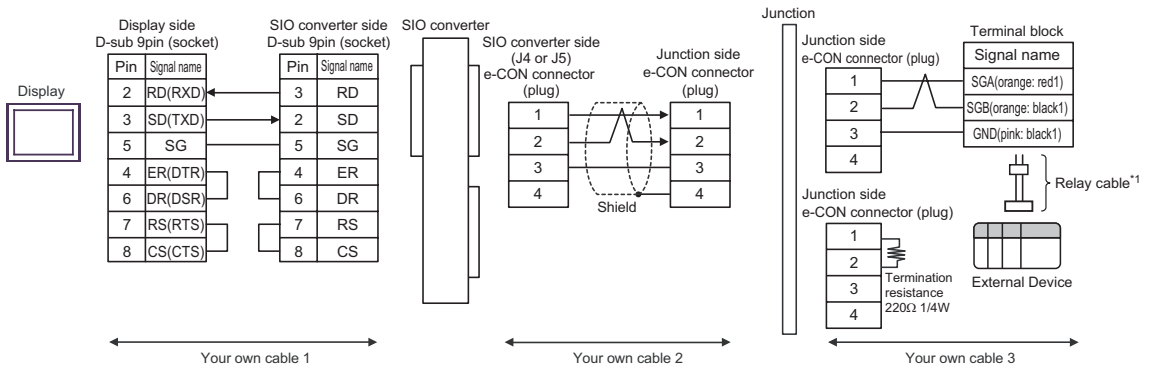 Display
Display side
D-sub 9pin (socket)
Pin Signal name
2 RD(RXD)
3 SD(TXD)
5 SG
4 ER(DTR)
6 DR(DSR)
7 RS(RTS)
8 CS(CTS)
SIO converter side
D-sub 9pin (socket)
Pin Signal name
3 RD
2 SD
5 SG
4 ER
6 DR
7 RS
8 CS
Your own cable 1
SIO converter
SIO converter side
(J4 or J5)
e-CON connector
(plug)
1
2
3
4
Shield
Junction side
e-CON connector
(plug)
1
2
3
4
Your own cable 2
Junction
Junction side
e-CON connector (plug)
1
2
3
4
Terminal block
Signal name
SGA(orange: red1)
SGB(orange: black1)
GND(pink: black1)
Relay cable*1
External Device
Junction side
e-CON connector (plug)
1
2
3
4
Termination
resistance
220Ω 1/4W
Your own cable 3